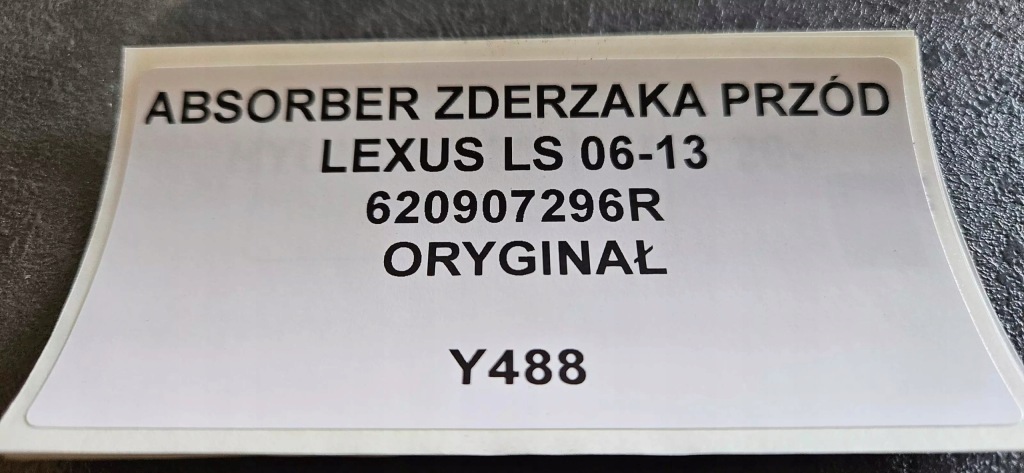 ABSORBER ZDERZAKA PRZÓD
LEXUS LS 06-13
620907296R
ORYGINAŁ
Y488